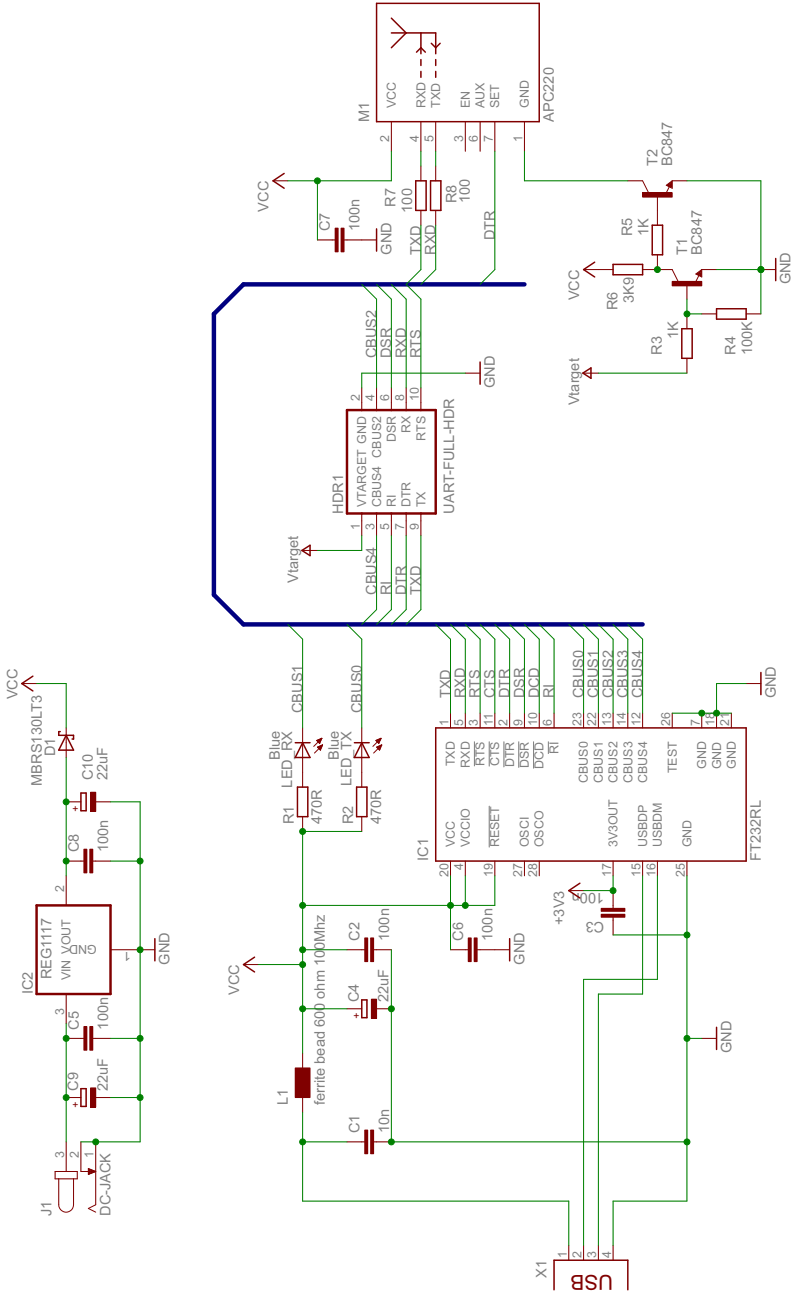 J1
DC-JACK
3
2
1
C9
22uF
C5
100n
IC2
REG1117
VIN VOUT
GND
3
2
1
GND
C8
100n
C10
22uF
D1
MBRS130LT3
VCC
X1
USB
1
2
3
4
C1
10n
L1
ferrite bead 600 ohm 100Mhz
C4
22uF
C2
100n
VCC
C6
100n
GND
+3V3
C3
100n
GND
R1
470R
R2
470R
Blue
LED_RX
Blue
LED_TX
CBUS1
CBUS0
IC1
FT232RL
20
4
19
27
28
17
15
16
25
VCC
VCCIO
RESET
OSCI
OSCO
3V3OUT
USBDP
USBDM
GND
TXD
RXD
RTS
CTS
DTR
DSR
DCD
RI
CBUS0
CBUS1
CBUS2
CBUS3
CBUS4
TEST
GND
GND
GND
1
5
3
11
2
9
10
6
23
22
13
14
12
26
7
18
21
TXD
RXD
RTS
CTS
DTR
DSR
DCD
RI
CBUS0
CBUS1
CBUS2
CBUS3
CBUS4
GND
Vtarget
CBUS4
RI
DTR
TXD
HDR1
UART-FULL-HDR
1
3
5
7
9
VTARGET GND
CBUS4 CBUS2
RI DSR
DTR RX
TX RTS
2
4
6
8
10
CBUS2
DSR
RXD
RTS
GND
VCC
C7
100n
GND
R7
100
R8
100
TXD
RXD
DTR
M1
APC220
2
4
5
3
6
7
1
VCC
RXD
TXD
EN
AUX
SET
GND
Vtarget
R3
1K
R4
100K
VCC
R6
3K9
R5
1K
T1
BC847
T2
BC847
GND